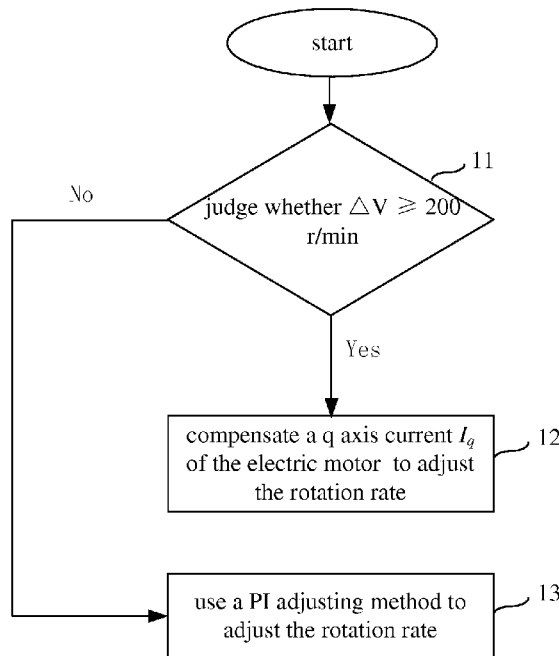 start
11
No
judge whether △V ≥ 200
r/min
Yes
compensate a q axis current Iq
of the electric motor to adjust
the rotation rate
12
use a PI adjusting method to
adjust the rotation rate
13